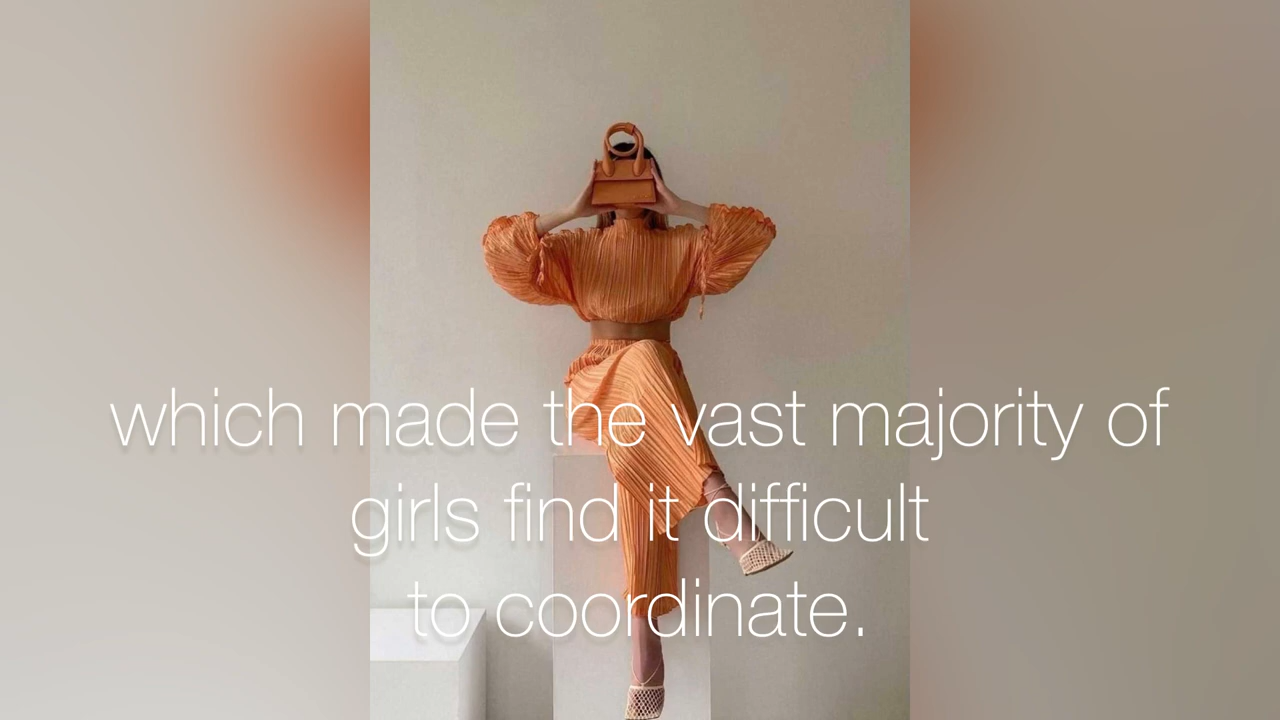 which made the vast majority of
girls find it difficult
to coordinate.